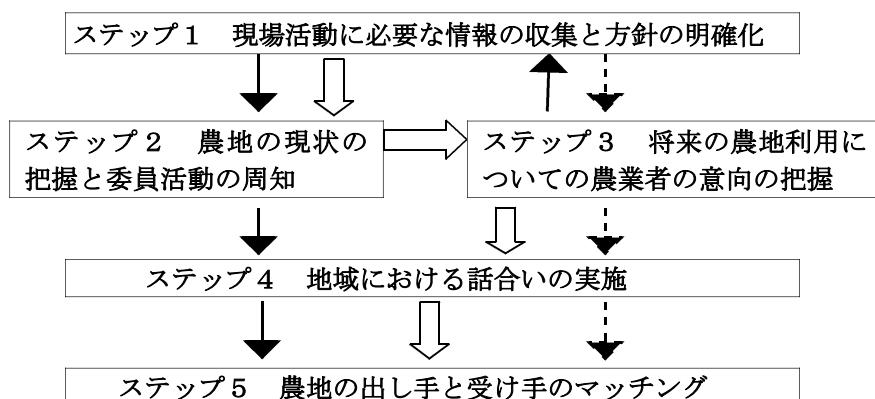 ステップ１　現場活動に必要な情報の収集と方針の明確化
ステップ２　農地の現状の
把握と委員活動の周知
ステップ３　将来の農地利用に
ついての農業者の意向の把握
ステップ４　地域における話合いの実施
ステップ５　農地の出し手と受け手のマッチング